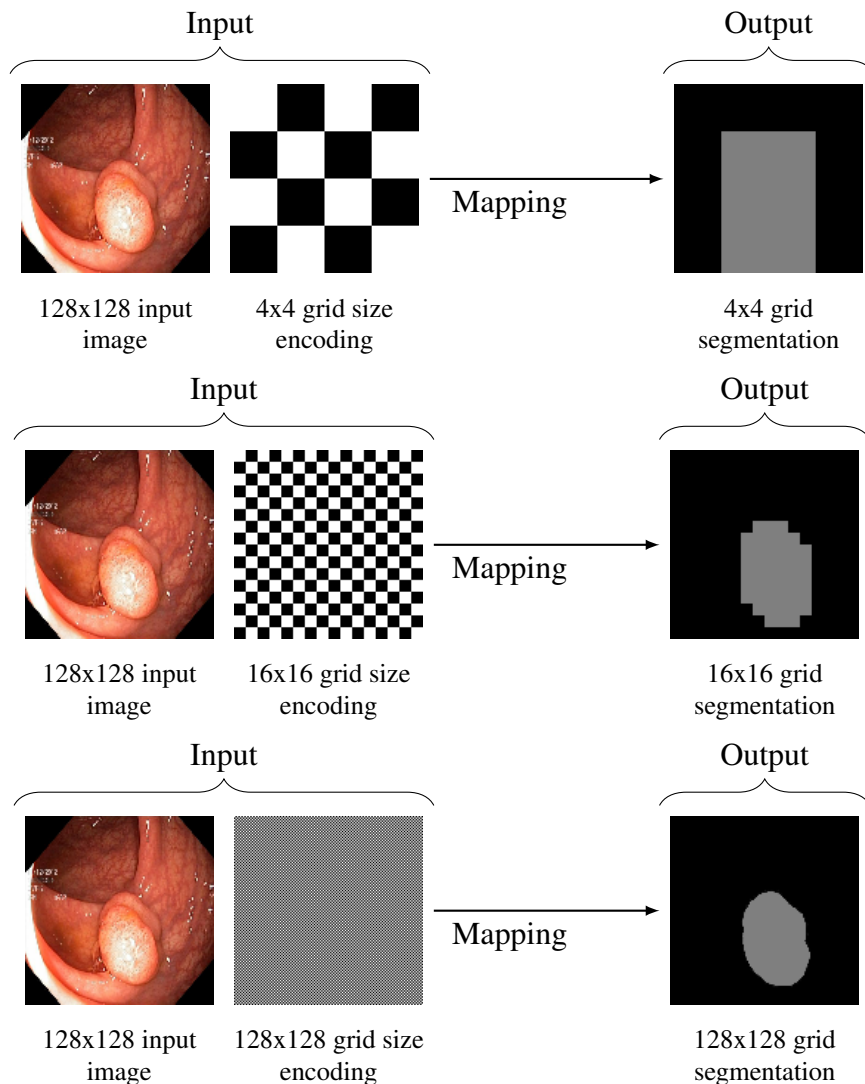 Input Output
Mapping
128x128 input 4x4 grid size 4x4 grid
image encoding segmentation
Input Output
Mapping
128x128 input 16x16 grid size 16x16 grid
image encoding segmentation
Input Output
Mapping
128x128 input 128x128 grid size 128x128 grid
image encoding segmentation